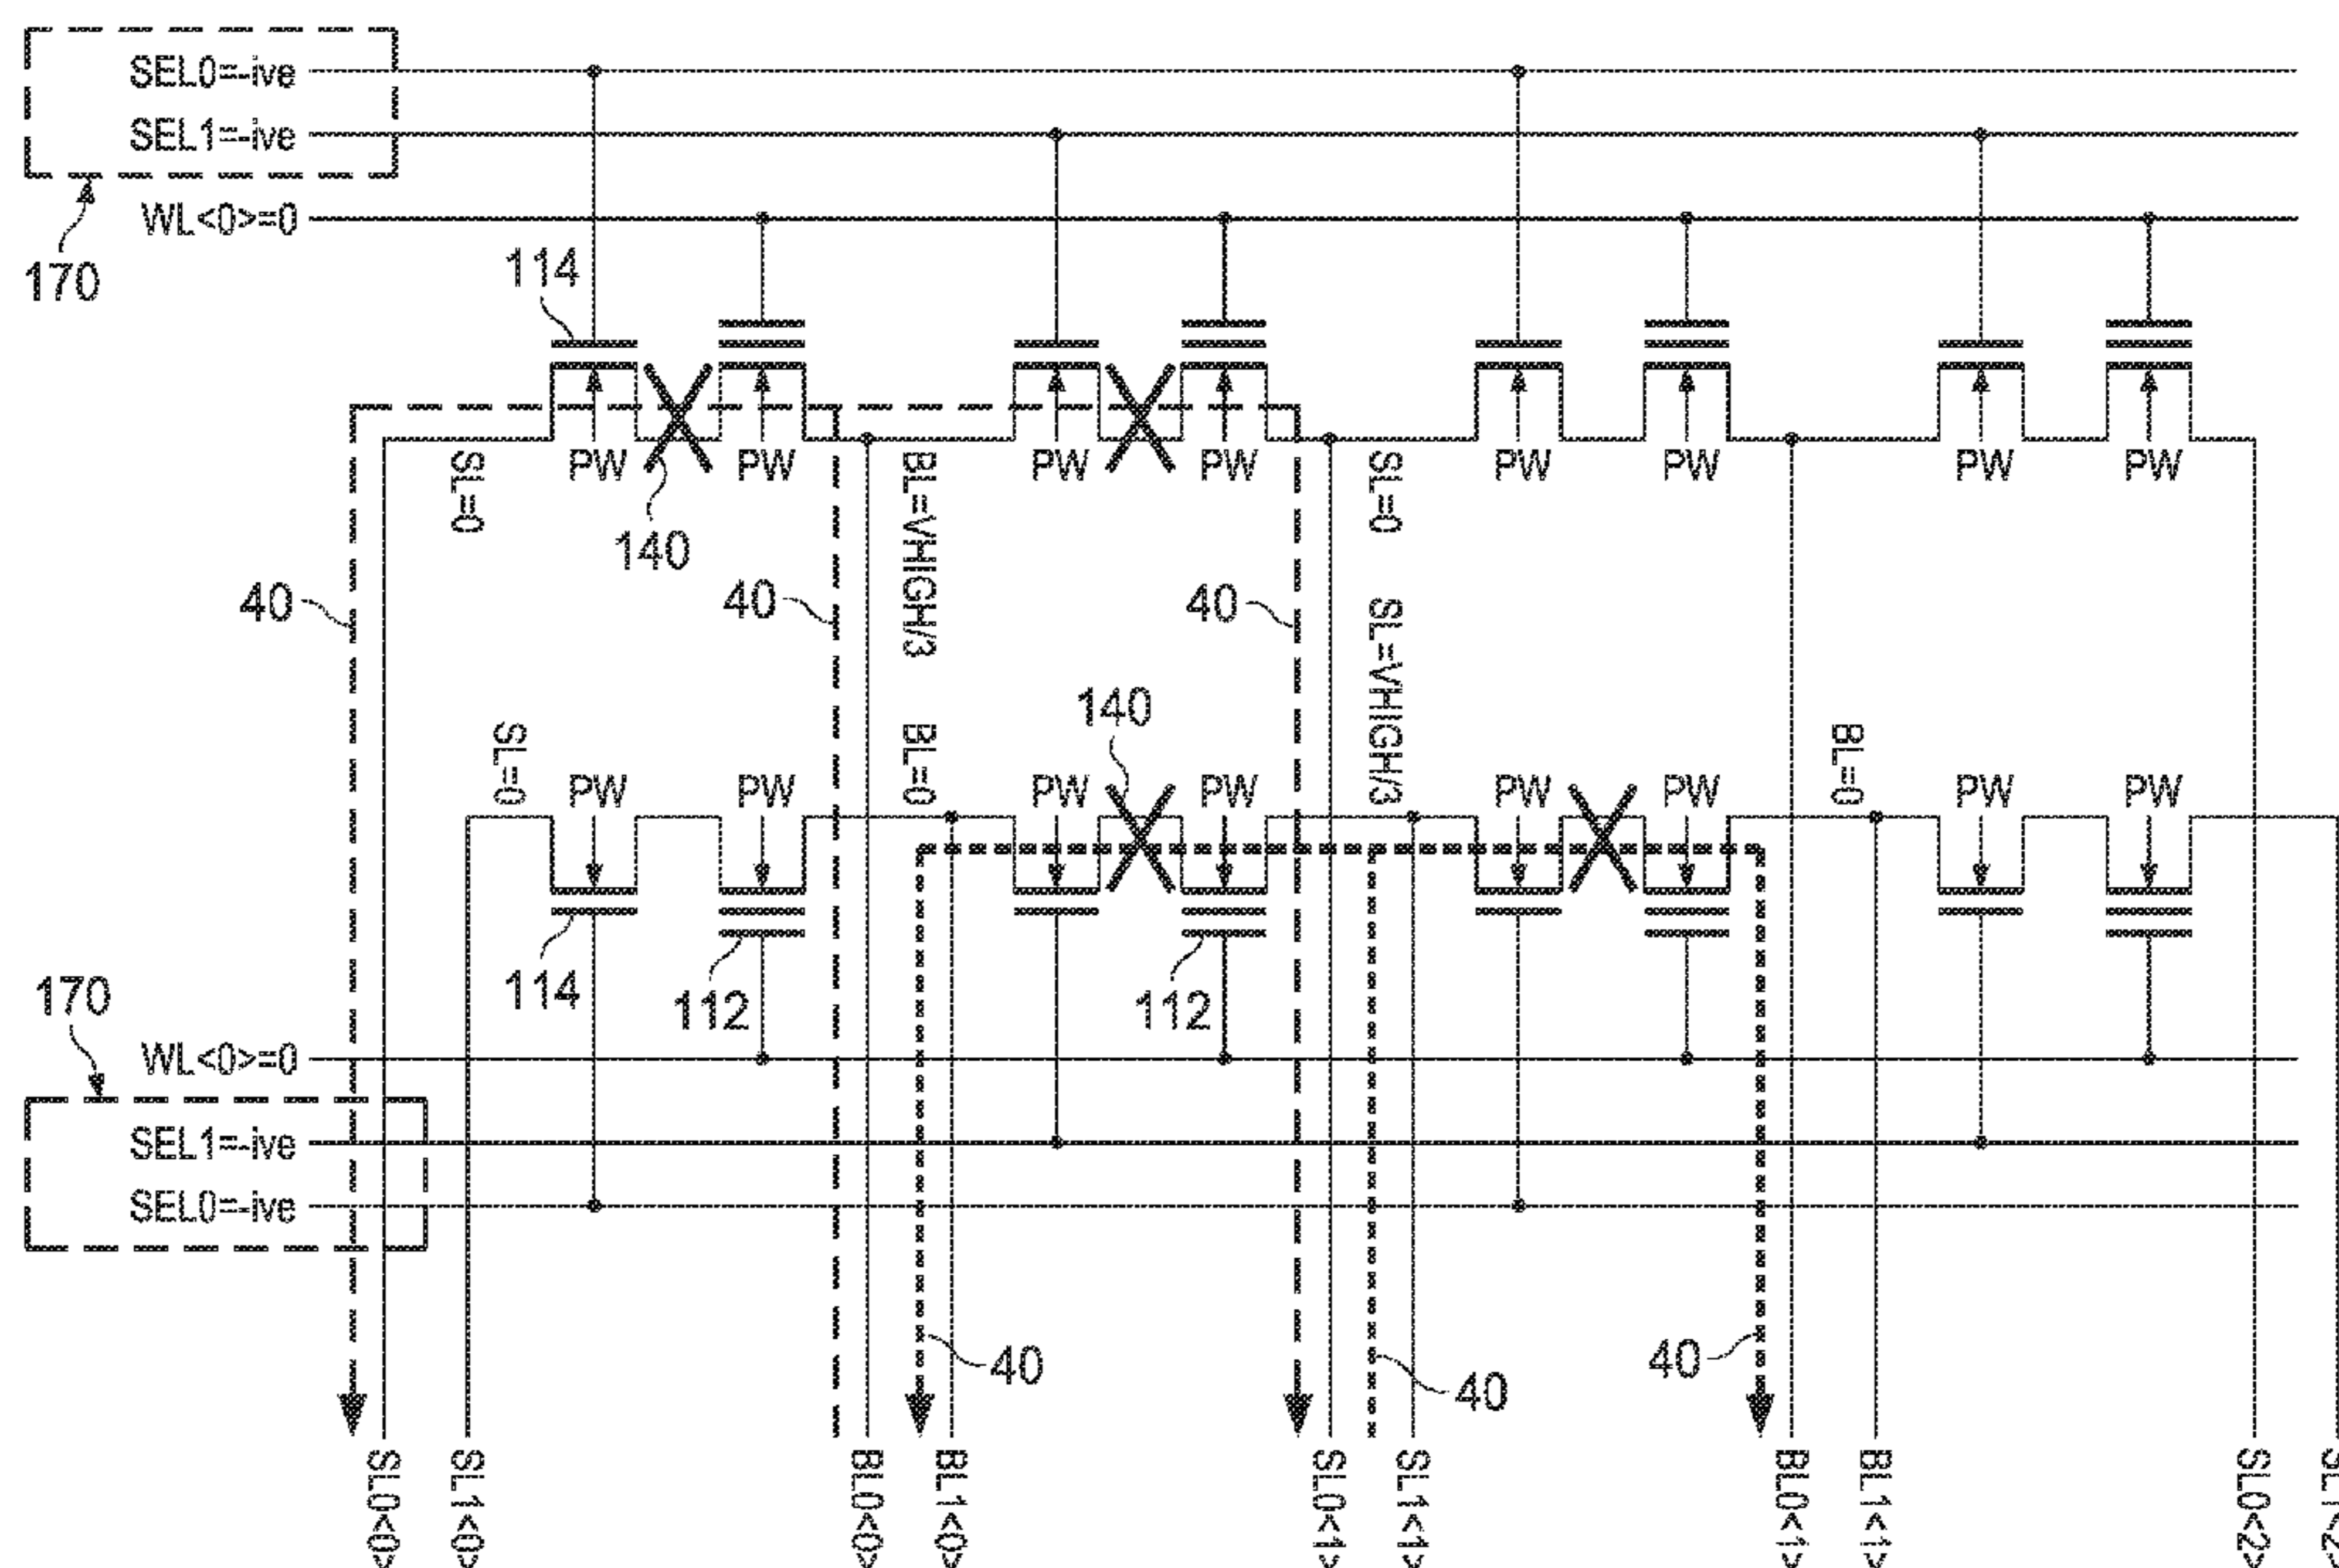 SEL0=-ive
SEL1=-ive
WL<0>=0
170
114
PW PW PW PW PW PW PW PW
SL=0
BL=VHIGH/3
SL=0
140
40
40
40
SL=VHIGH/3
140
SL=0
BL=0
BL=0
PW PW PW PW PW PW PW PW
114
112
112
170
WL<0>=0
SEL1=-ive
SEL0=-ive
40
40
40
SL0<0>
SL1<0>
BL0<0>
BL1<0>
SL0<1>
SL1<1>
BL0<1>
BL1<1>
SL0<2>
SL1<2>